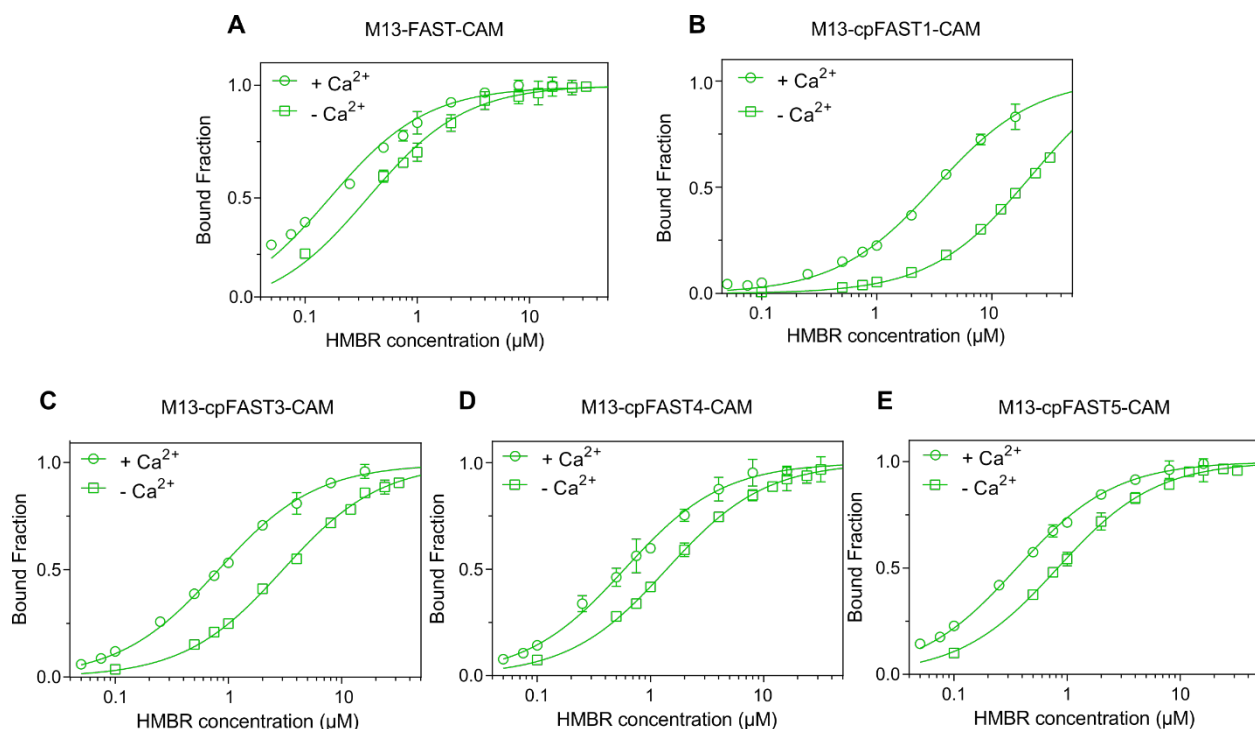 A
M13-FAST-CAM
+ Ca²⁺
- Ca²⁺
1.0
0.5
0.0
Bound Fraction
0.1 1 10
HMBR concentration (µM)
B
M13-cpFAST1-CAM
+ Ca²⁺
- Ca²⁺
1.0
0.5
0.0
Bound Fraction
0.1 1 10
HMBR concentration (µM)
C
M13-cpFAST3-CAM
+ Ca²⁺
- Ca²⁺
1.0
0.5
0.0
Bound Fraction
0.1 1 10
HMBR concentration (µM)
D
M13-cpFAST4-CAM
+ Ca²⁺
- Ca²⁺
1.0
0.5
0.0
Bound Fraction
0.1 1 10
HMBR concentration (µM)
E
M13-cpFAST5-CAM
+ Ca²⁺
- Ca²⁺
1.0
0.5
0.0
Bound Fraction
0.1 1 10
HMBR concentration (µM)